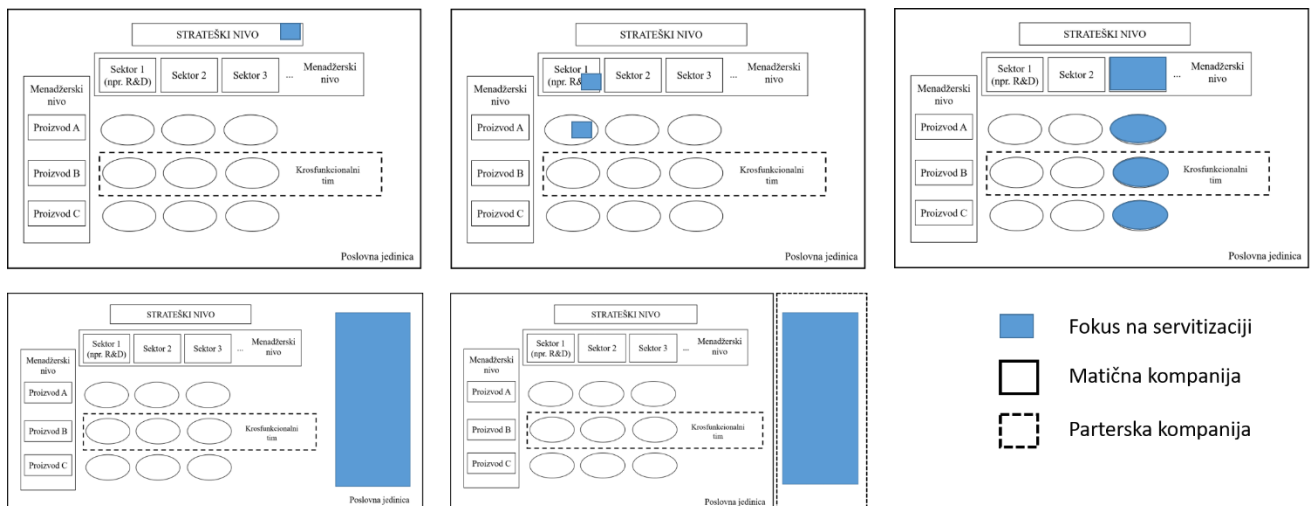 STRATEŠKI NIVO
Sektor 1
(npr. R&D)
Sektor 2
Sektor 3
...
Menadžerski
nivo
Menadžerski
nivo
Proizvod A
Proizvod B
Krosfunkcionalni
tim
Proizvod C
Poslovna jedinica
STRATEŠKI NIVO
Sektor 1
(npr. R&D)
Sektor 2
Sektor 3
...
Menadžerski
nivo
Menadžerski
nivo
Proizvod A
Proizvod B
Krosfunkcionalni
tim
Proizvod C
Poslovna jedinica
STRATEŠKI NIVO
Sektor 1
(npr. R&D)
Sektor 2
...
Menadžerski
nivo
Menadžerski
nivo
Proizvod A
Proizvod B
Krosfunkcionalni
tim
Proizvod C
Poslovna jedinica
STRATEŠKI NIVO
Sektor 1
(npr. R&D)
Sektor 2
Sektor 3
...
Menadžerski
nivo
Menadžerski
nivo
Proizvod A
Proizvod B
Krosfunkcionalni
tim
Proizvod C
Poslovna jedinica
STRATEŠKI NIVO
Sektor 1
(npr. R&D)
Sektor 2
Sektor 3
...
Menadžerski
nivo
Menadžerski
nivo
Proizvod A
Proizvod B
Krosfunkcionalni
tim
Proizvod C
Poslovna jedinica
Fokus na servitizaciji
Matična kompanija
Parterska kompanija